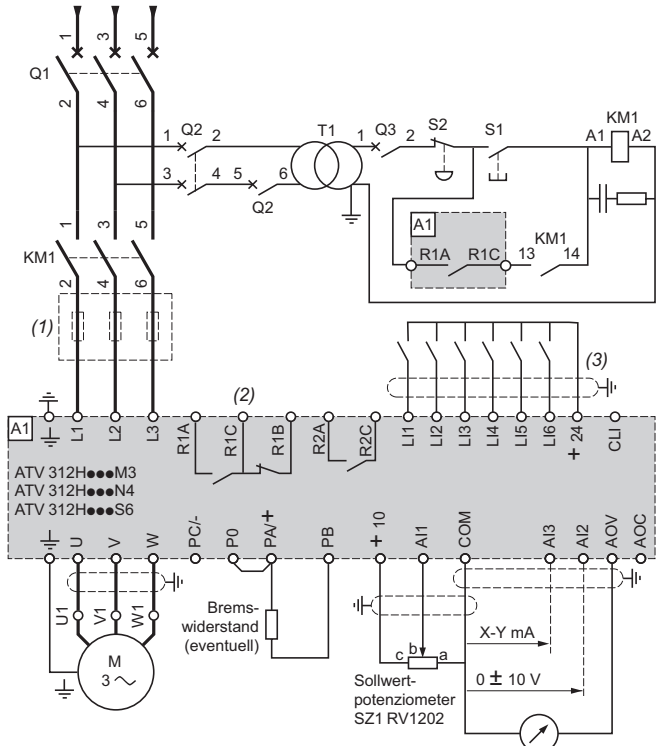 1 3 5
Q1
2 4 6
1 Q2 2
3 4 5 6
Q2
T1
1 Q3 2
S2
S1
KM1
A1 A2
A1
R1A R1C
13 KM1 14
1 3 5
KM1
2 4 6
(1)
(2)
(3)
A1
L1 L2 L3
R1A R1C R1B
R2A R2C
LI1 LI2 LI3 LI4 LI5 LI6 + 24 CLI
ATV 312H●●●M3
ATV 312H●●●N4
ATV 312H●●●S6
U V W PC/- P0 PA/+ PB + 10 AI1 COM AI3 AI2 AOV AOC
U1 V1 W1
M
3 ~
Brems-
widerstand
(eventuell)
c b a
X-Y mA
0 ± 10 V
Sollwert-
potenziometer
SZ1 RV1202